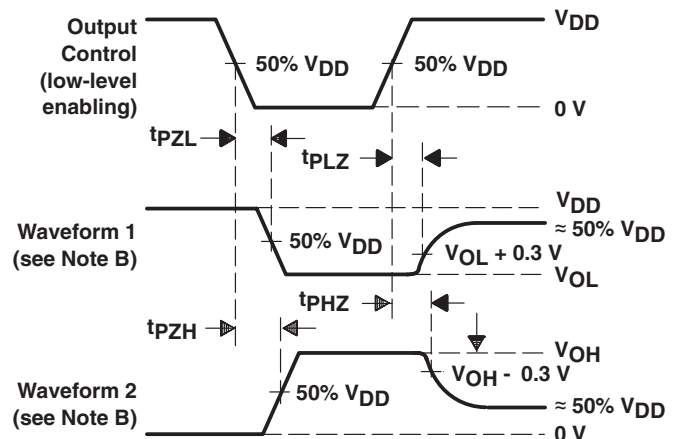 Output
Control
(low-level
enabling)
VDD
50% VDD
50% VDD
0 V
tPZL
tPLZ
VDD
Waveform 1
(see Note B)
50% VDD
≈ 50% VDD
VOL + 0.3 V
VOL
tPZH
tPHZ
VOH
Waveform 2
(see Note B)
50% VDD
VOH - 0.3 V
≈ 50% VDD
0 V